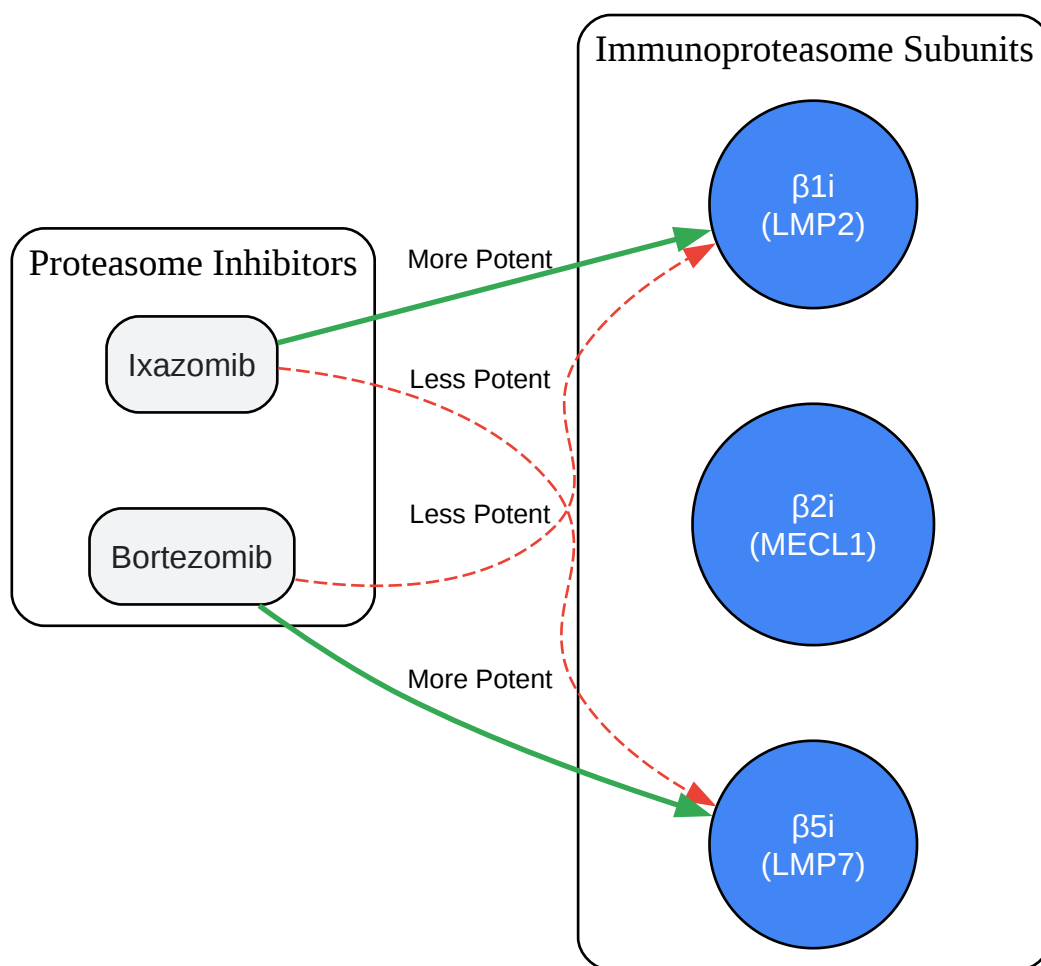 Immunoproteasome Subunits
β1i
(LMP2)
Proteasome Inhibitors
More Potent
Ixazomib
Less Potent
Less Potent
β2i
(MECL1)
Bortezomib
More Potent
β5i
(LMP7)